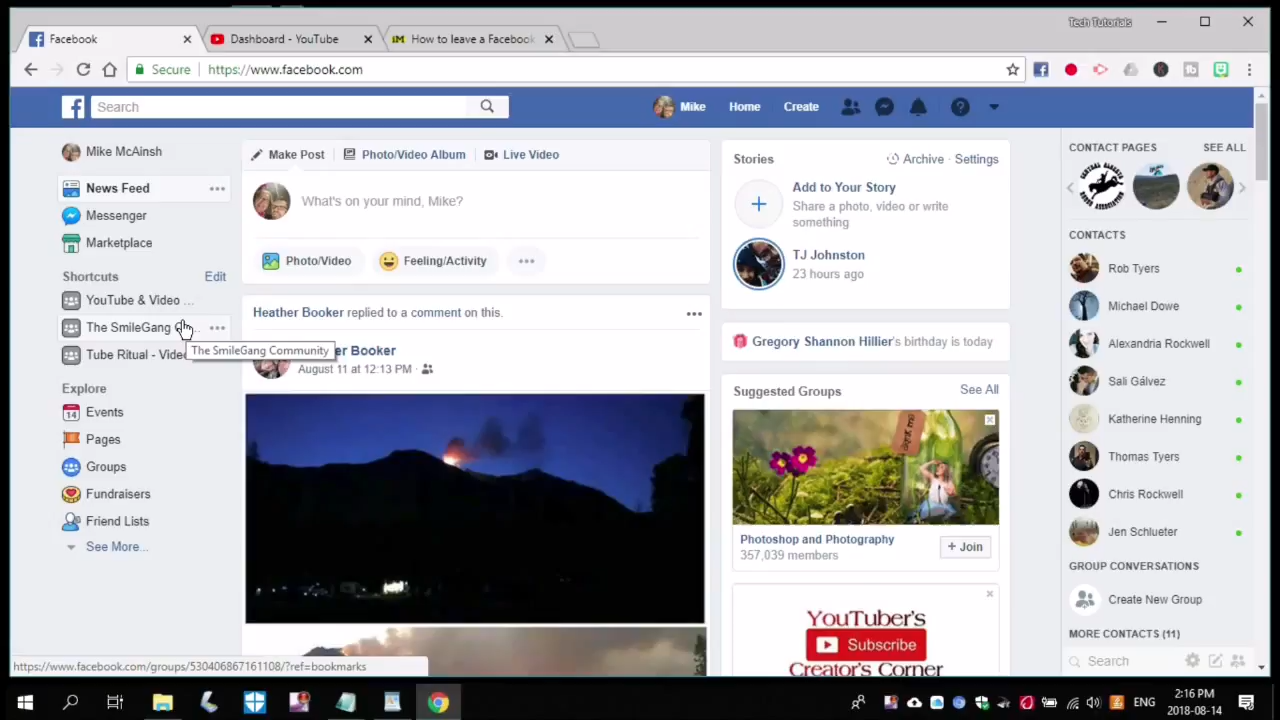 Tech Tutorials
Facebook
Dashboard - YouTube
How to leave a Facebook
Secure
https://www.facebook.com
Search
Mike
Home
Create
Mike McAinsh
News Feed
Messenger
Marketplace
Shortcuts
Edit
YouTube & Video ...
The SmileGang
Tube Ritual - Video
The SmileGang Community
Explore
14
Events
Pages
Groups
Fundraisers
Friend Lists
See More...
Make Post
Photo/Video Album
Live Video
What's on your mind, Mike?
Photo/Video
Feeling/Activity
Heather Booker replied to a comment on this.
er Booker
August 11 at 12:13 PM ·
Stories
Archive · Settings
Add to Your Story
Share a photo, video or write
something
TJ Johnston
23 hours ago
Gregory Shannon Hillier's birthday is today
Suggested Groups
See All
Photoshop and Photography
357,039 members
+ Join
YouTuber's
Subscribe
Creator's Corner
CONTACT PAGES
SEE ALL
CONTACTS
Rob Tyers
Michael Dowe
Alexandria Rockwell
Sali Gálvez
Katherine Henning
Thomas Tyers
Chris Rockwell
Jen Schlueter
GROUP CONVERSATIONS
Create New Group
MORE CONTACTS (11)
Search
https://www.facebook.com/groups/530406867161108/?ref=bookmarks
ENG
2:16 PM
2018-08-14